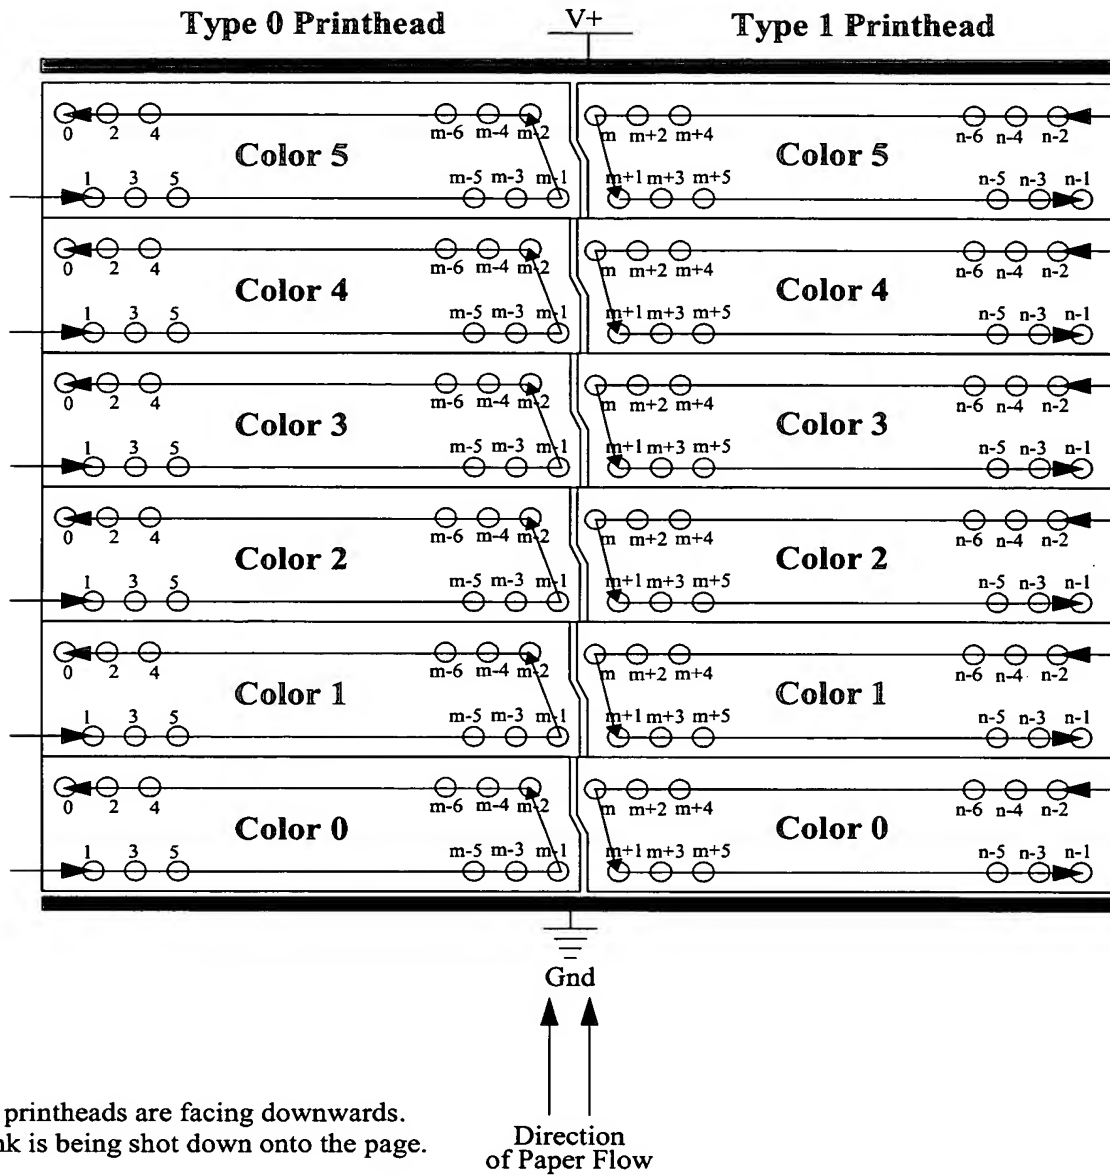 Type 0 Printhead V+ Type 1 Printhead
0 2 4 m-6 m-4 m-2 m m+2 m+4 n-6 n-4 n-2
Color 5 Color 5
1 3 5 m-5 m-3 m-1 m+1 m+3 m+5 n-5 n-3 n-1
0 2 4 m-6 m-4 m-2 m m+2 m+4 n-6 n-4 n-2
Color 4 Color 4
1 3 5 m-5 m-3 m-1 m+1 m+3 m+5 n-5 n-3 n-1
0 2 4 m-6 m-4 m-2 m m+2 m+4 n-6 n-4 n-2
Color 3 Color 3
1 3 5 m-5 m-3 m-1 m+1 m+3 m+5 n-5 n-3 n-1
0 2 4 m-6 m-4 m-2 m m+2 m+4 n-6 n-4 n-2
Color 2 Color 2
1 3 5 m-5 m-3 m-1 m+1 m+3 m+5 n-5 n-3 n-1
0 2 4 m-6 m-4 m-2 m m+2 m+4 n-6 n-4 n-2
Color 1 Color 1
1 3 5 m-5 m-3 m-1 m+1 m+3 m+5 n-5 n-3 n-1
0 2 4 m-6 m-4 m-2 m m+2 m+4 n-6 n-4 n-2
Color 0 Color 0
1 3 5 m-5 m-3 m-1 m+1 m+3 m+5 n-5 n-3 n-1
Gnd
printheads are facing downwards.
nk is being shot down onto the page.
Direction
of Paper Flow